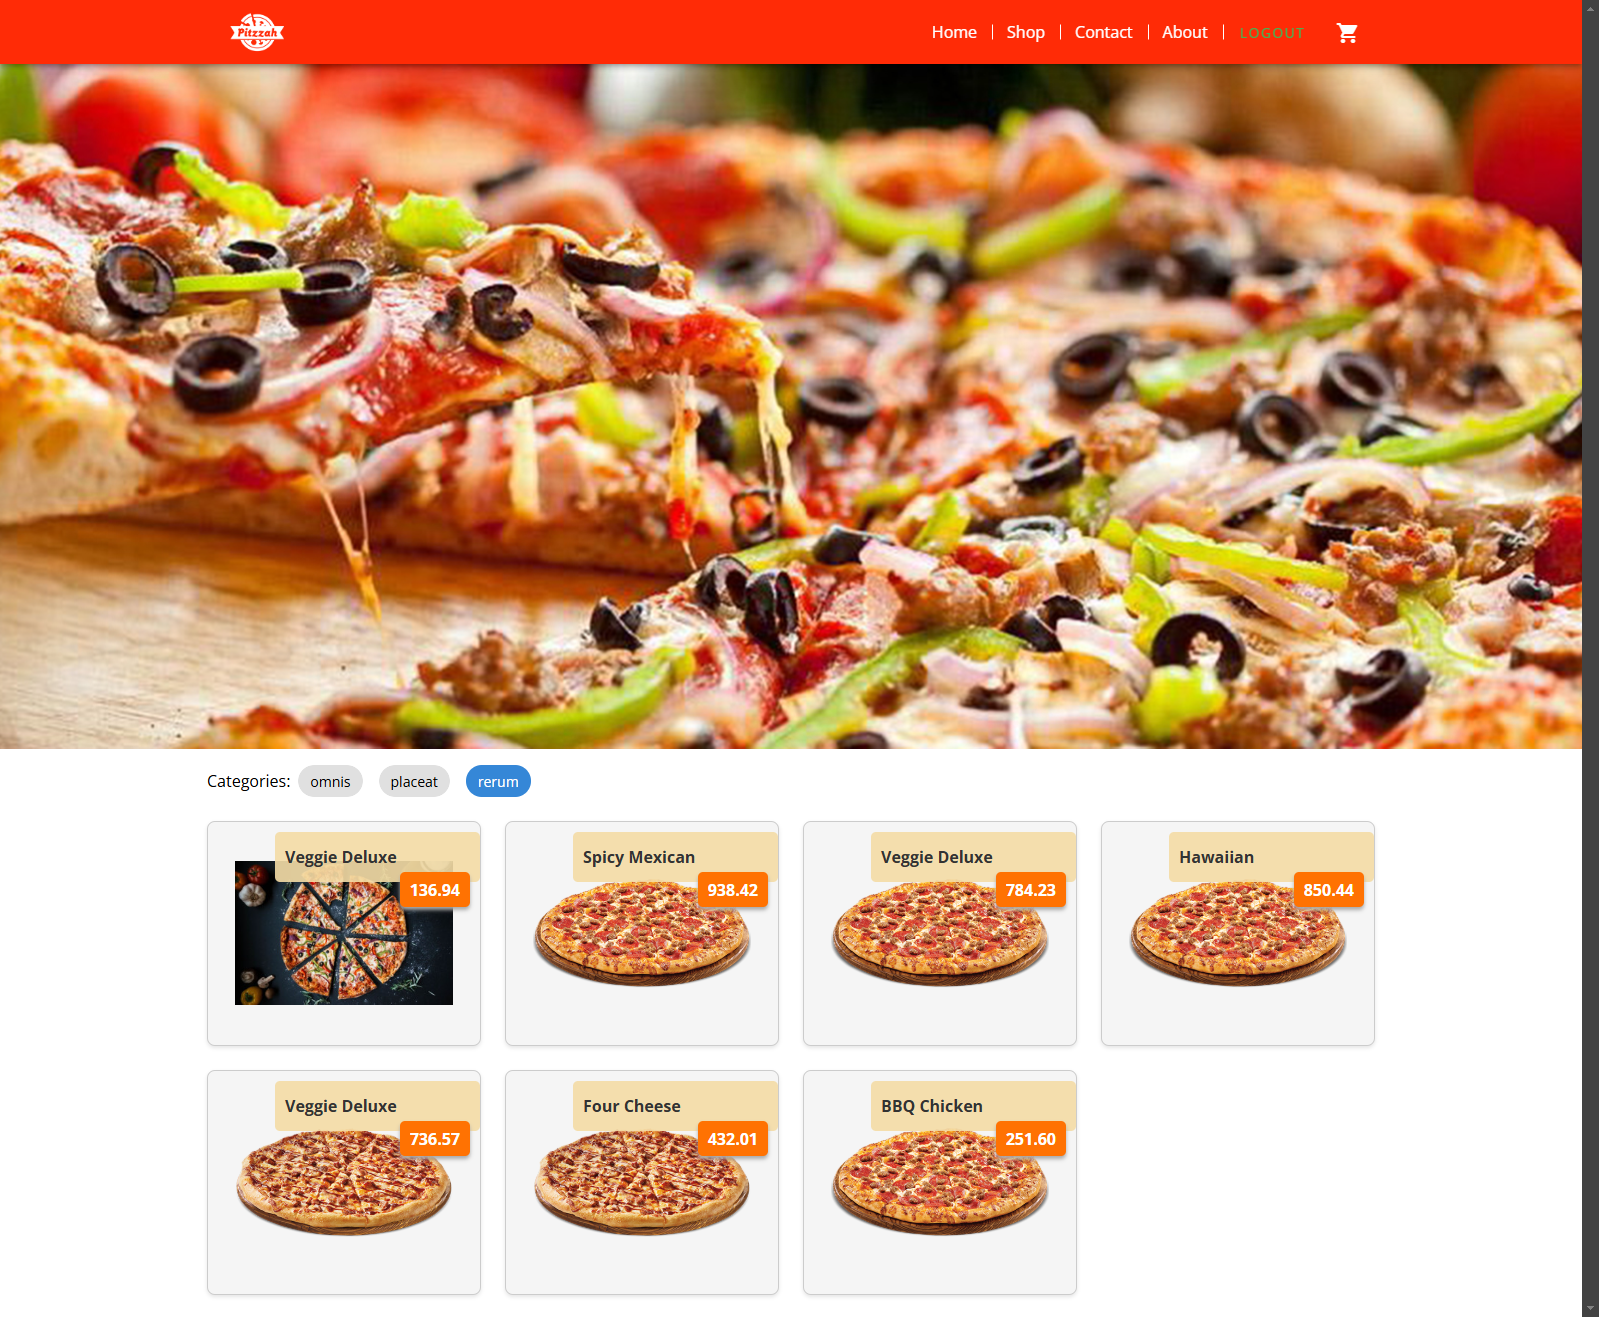 Pitzzah
Home
Shop
Contact
About
LOGOUT
Categories:
omnis
placeat
rerum
Veggie Deluxe
136.94
Spicy Mexican
938.42
Veggie Deluxe
784.23
Hawaiian
850.44
Veggie Deluxe
736.57
Four Cheese
432.01
BBQ Chicken
251.60